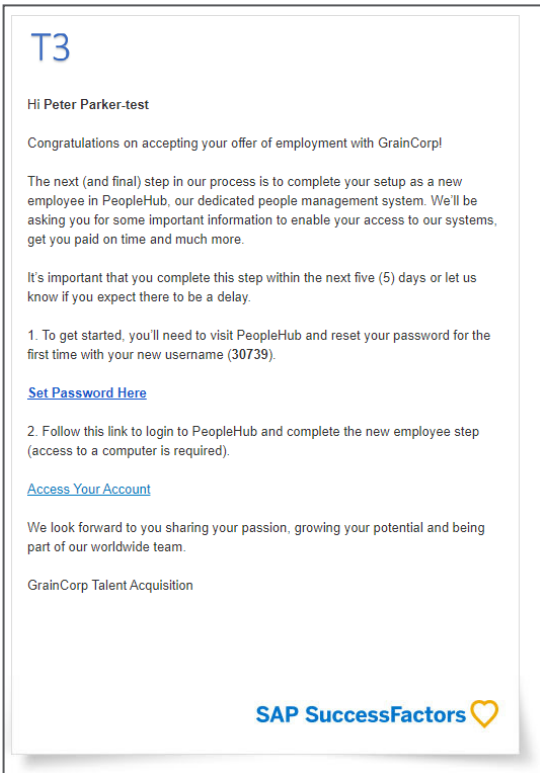 T3
Hi Peter Parker-test
Congratulations on accepting your offer of employment with GrainCorp!
The next (and final) step in our process is to complete your setup as a new
employee in PeopleHub, our dedicated people management system. We'll be
asking you for some important information to enable your access to our systems,
get you paid on time and much more.
It's important that you complete this step within the next five (5) days or let us
know if you expect there to be a delay.
1. To get started, you'll need to visit PeopleHub and reset your password for the
first time with your new username (30739).
Set Password Here
2. Follow this link to login to PeopleHub and complete the new employee step
(access to a computer is required).
Access Your Account
We look forward to you sharing your passion, growing your potential and being
part of our worldwide team.
GrainCorp Talent Acquisition
SAP SuccessFactors